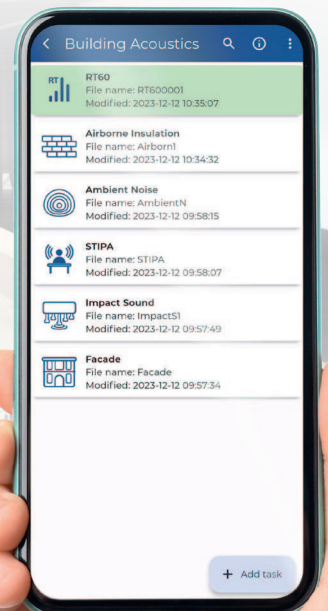 Building Acoustics
RT
RT60
File name: RT600001
Modified: 2023-12-12 10:35:07
Airborne Insulation
File name: Airborn1
Modified: 2023-12-12 10:34:32
Ambient Noise
File name: AmbientN
Modified: 2023-12-12 09:58:15
STIPA
File name: STIPA
Modified: 2023-12-12 09:58:07
Impact Sound
File name: ImpactS1
Modified: 2023-12-12 09:57:49
Facade
File name: Facade
Modified: 2023-12-12 09:57:34
+ Add task